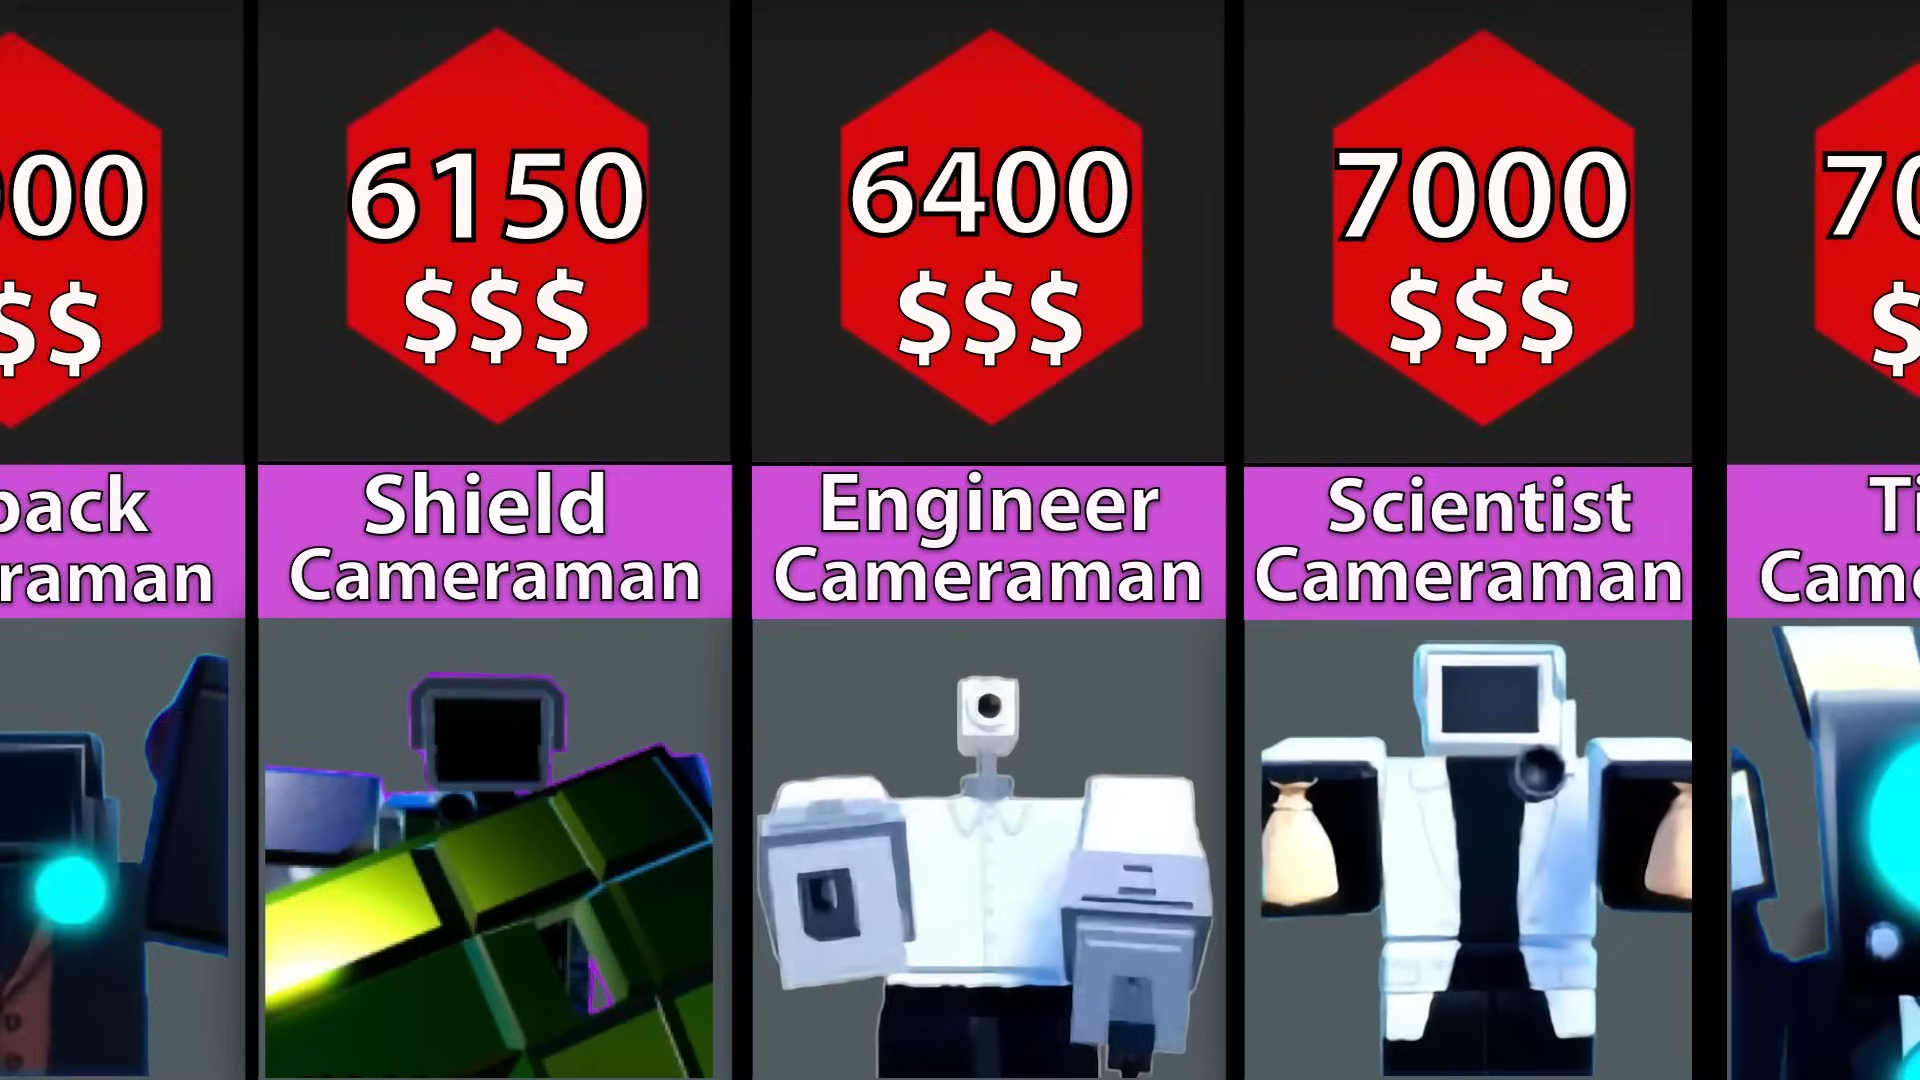 6150
$$$
Shield
Cameraman
6400
$$$
Engineer
Cameraman
7000
$$$
Scientist
Cameraman